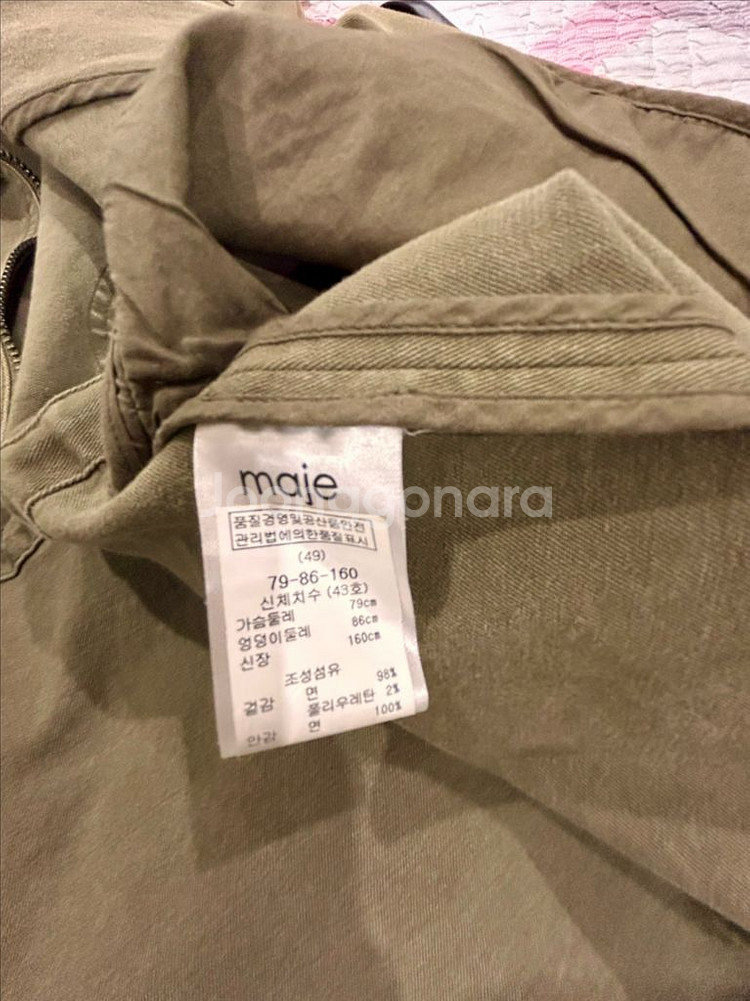 maje
Joonggonara
품질경영및공산품안전
관리법에의한품질표시
(49)
79-86-160
신체치수 (43호)
가슴둘레 79cm
엉덩이둘레 86cm
신장 160cm
조성섬유
겉감 면 98%
폴리우레탄 2%
안감 면 100%